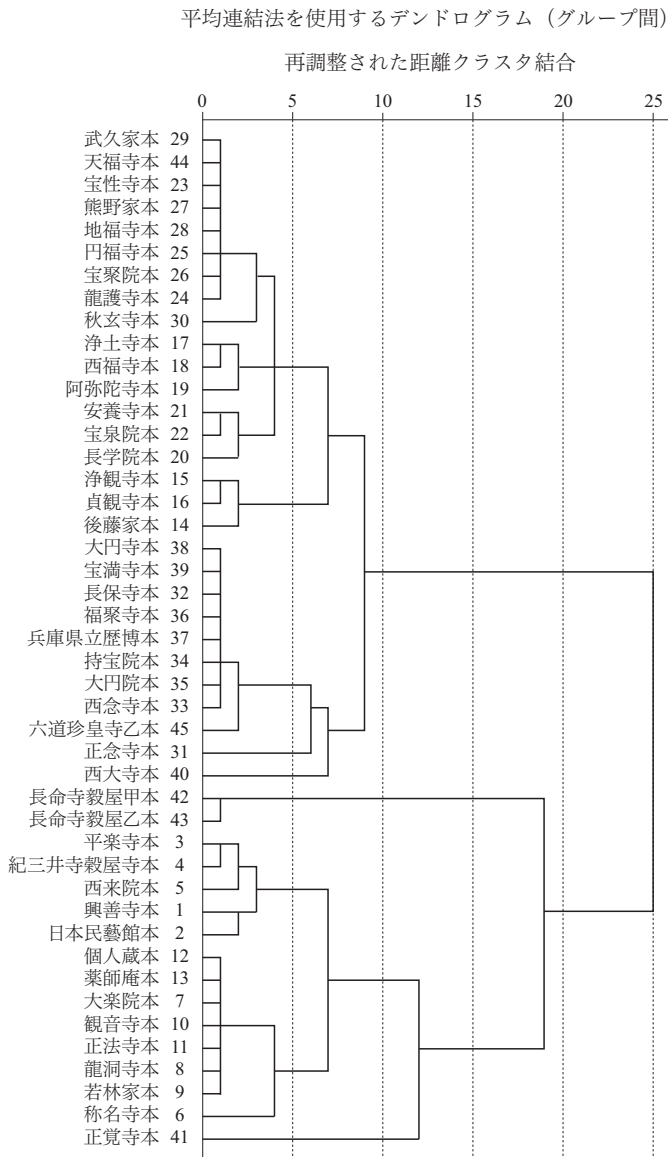 平均連結法を使用するデンドログラム（グループ間）
再調整された距離クラスタ結合
0 5 10 15 20 25
武久家本 29
天福寺本 44
宝性寺本 23
熊野家本 27
地福寺本 28
円福寺本 25
宝聚院本 26
龍護寺本 24
秋玄寺本 30
浄土寺本 17
西福寺本 18
阿弥陀寺本 19
安養寺本 21
宝泉院本 22
長学院本 20
浄観寺本 15
貞観寺本 16
後藤家本 14
大円寺本 38
宝満寺本 39
長保寺本 32
福聚寺本 36
兵庫県立歴博本 37
持宝院本 34
大円院本 35
西念寺本 33
六道珍皇寺乙本 45
正念寺本 31
西大寺本 40
長命寺穀屋甲本 42
長命寺穀屋乙本 43
平楽寺本 3
紀三井寺穀屋寺本 4
西来院本 5
興善寺本 1
日本民藝館本 2
個人蔵本 12
薬師庵本 13
大楽院本 7
観音寺本 10
正法寺本 11
龍洞寺本 8
若林家本 9
称名寺本 6
正覚寺本 41